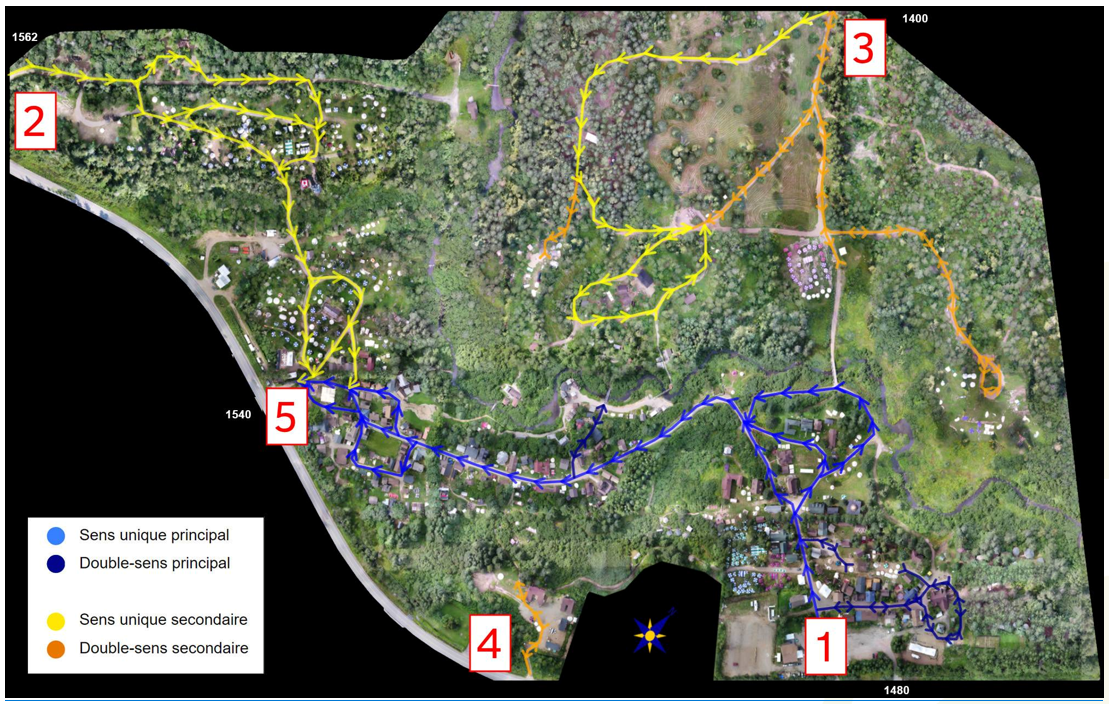 1562
1400
3
2
5
1540
Sens unique principal
Double-sens principal
Sens unique secondaire
Double-sens secondaire
4
1
1480